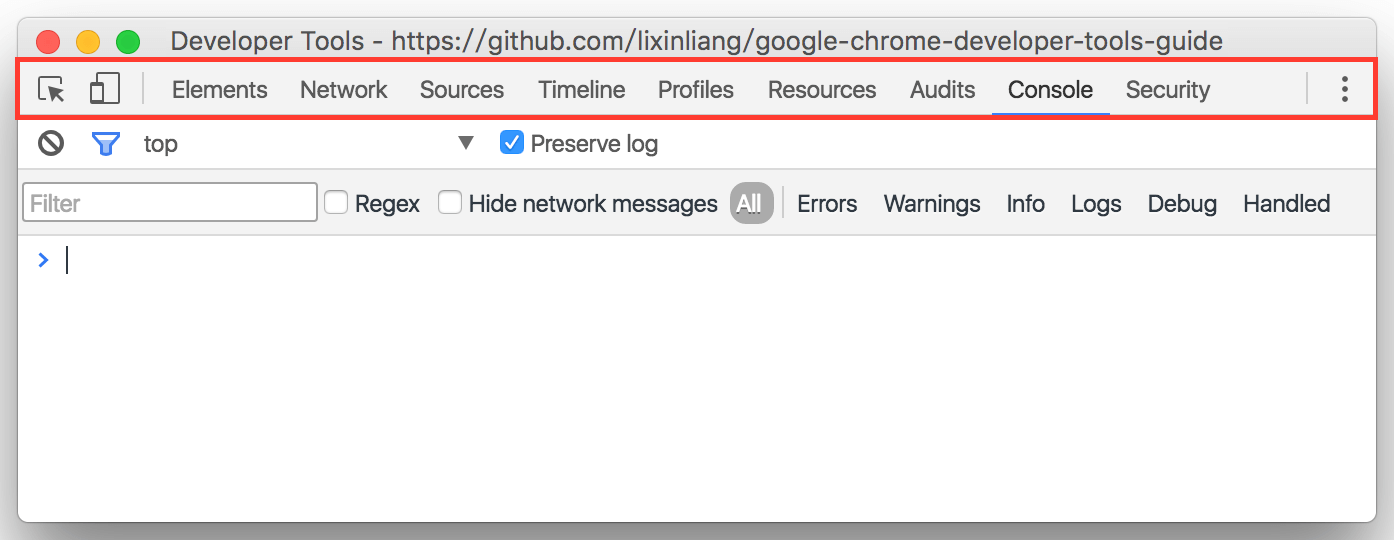 Developer Tools - https://github.com/lixinliang/google-chrome-developer-tools-guide
Elements Network Sources Timeline Profiles Resources Audits Console Security
top Preserve log
Filter Regex Hide network messages All Errors Warnings Info Logs Debug Handled